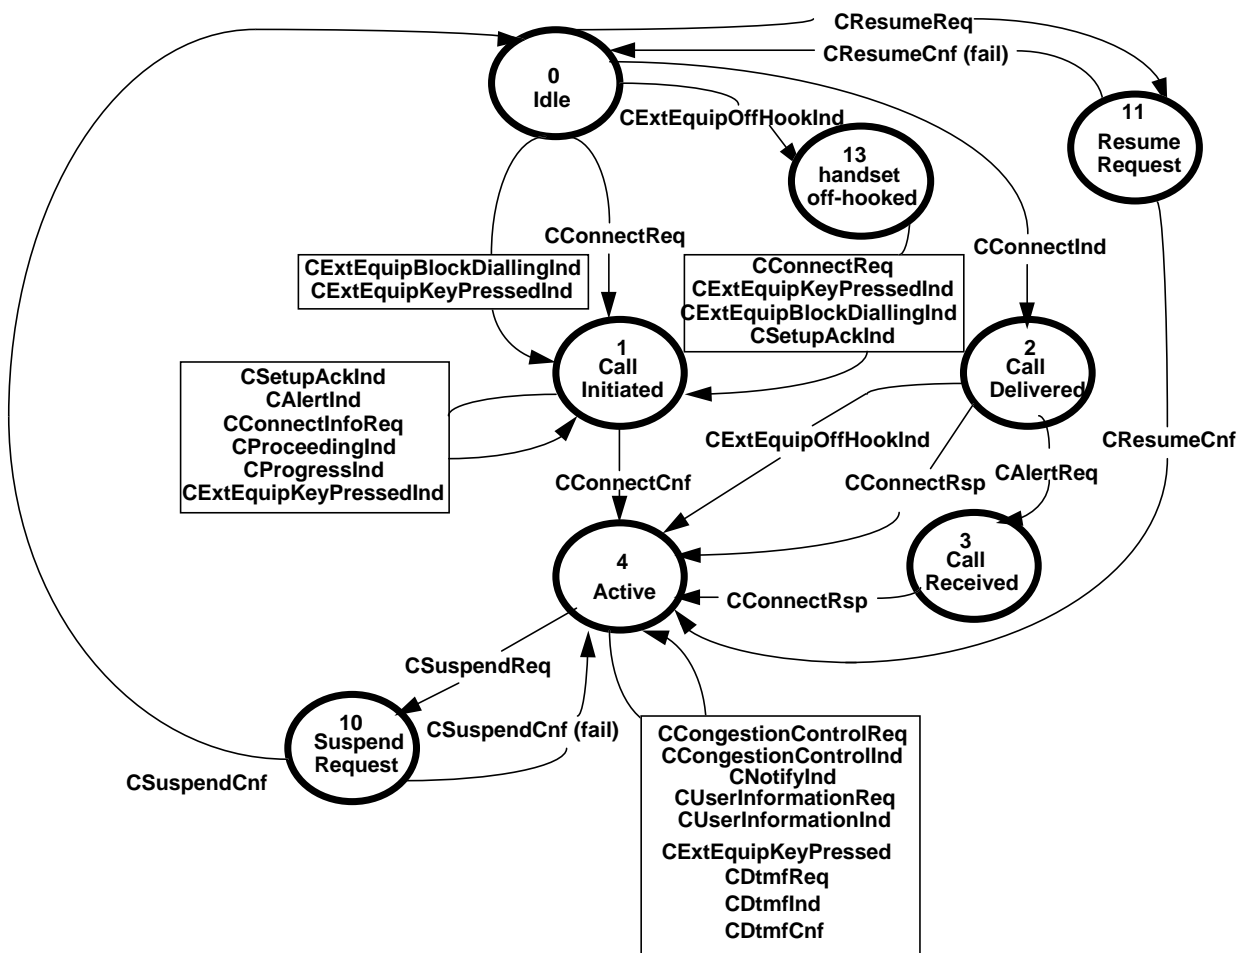 CResumeReq
CResumeCnf (fail)
0
Idle
11
Resume
Request
CExtEquipOffHookInd
13
handset
off-hooked
CConnectReq
CConnectInd
CExtEquipBlockDiallingInd
CExtEquipKeyPressedInd
CConnectReq
CExtEquipKeyPressedInd
CExtEquipBlockDiallingInd
CSetupAckInd
1
Call
Initiated
2
Call
Delivered
CSetupAckInd
CAlertInd
CConnectInfoReq
CProceedingInd
CProgressInd
CExtEquipKeyPressedInd
CExtEquipOffHookInd
CResumeCnf
CConnectCnf
CConnectRsp
CAlertReq
4
Active
3
Call
Received
CConnectRsp
CSuspendReq
10
Suspend
Request
CSuspendCnf (fail)
CSuspendCnf
CCongestionControlReq
CCongestionControlInd
CNotifyInd
CUserInformationReq
CUserInformationInd
CExtEquipKeyPressed
CDtmfReq
CDtmfInd
CDtmfCnf